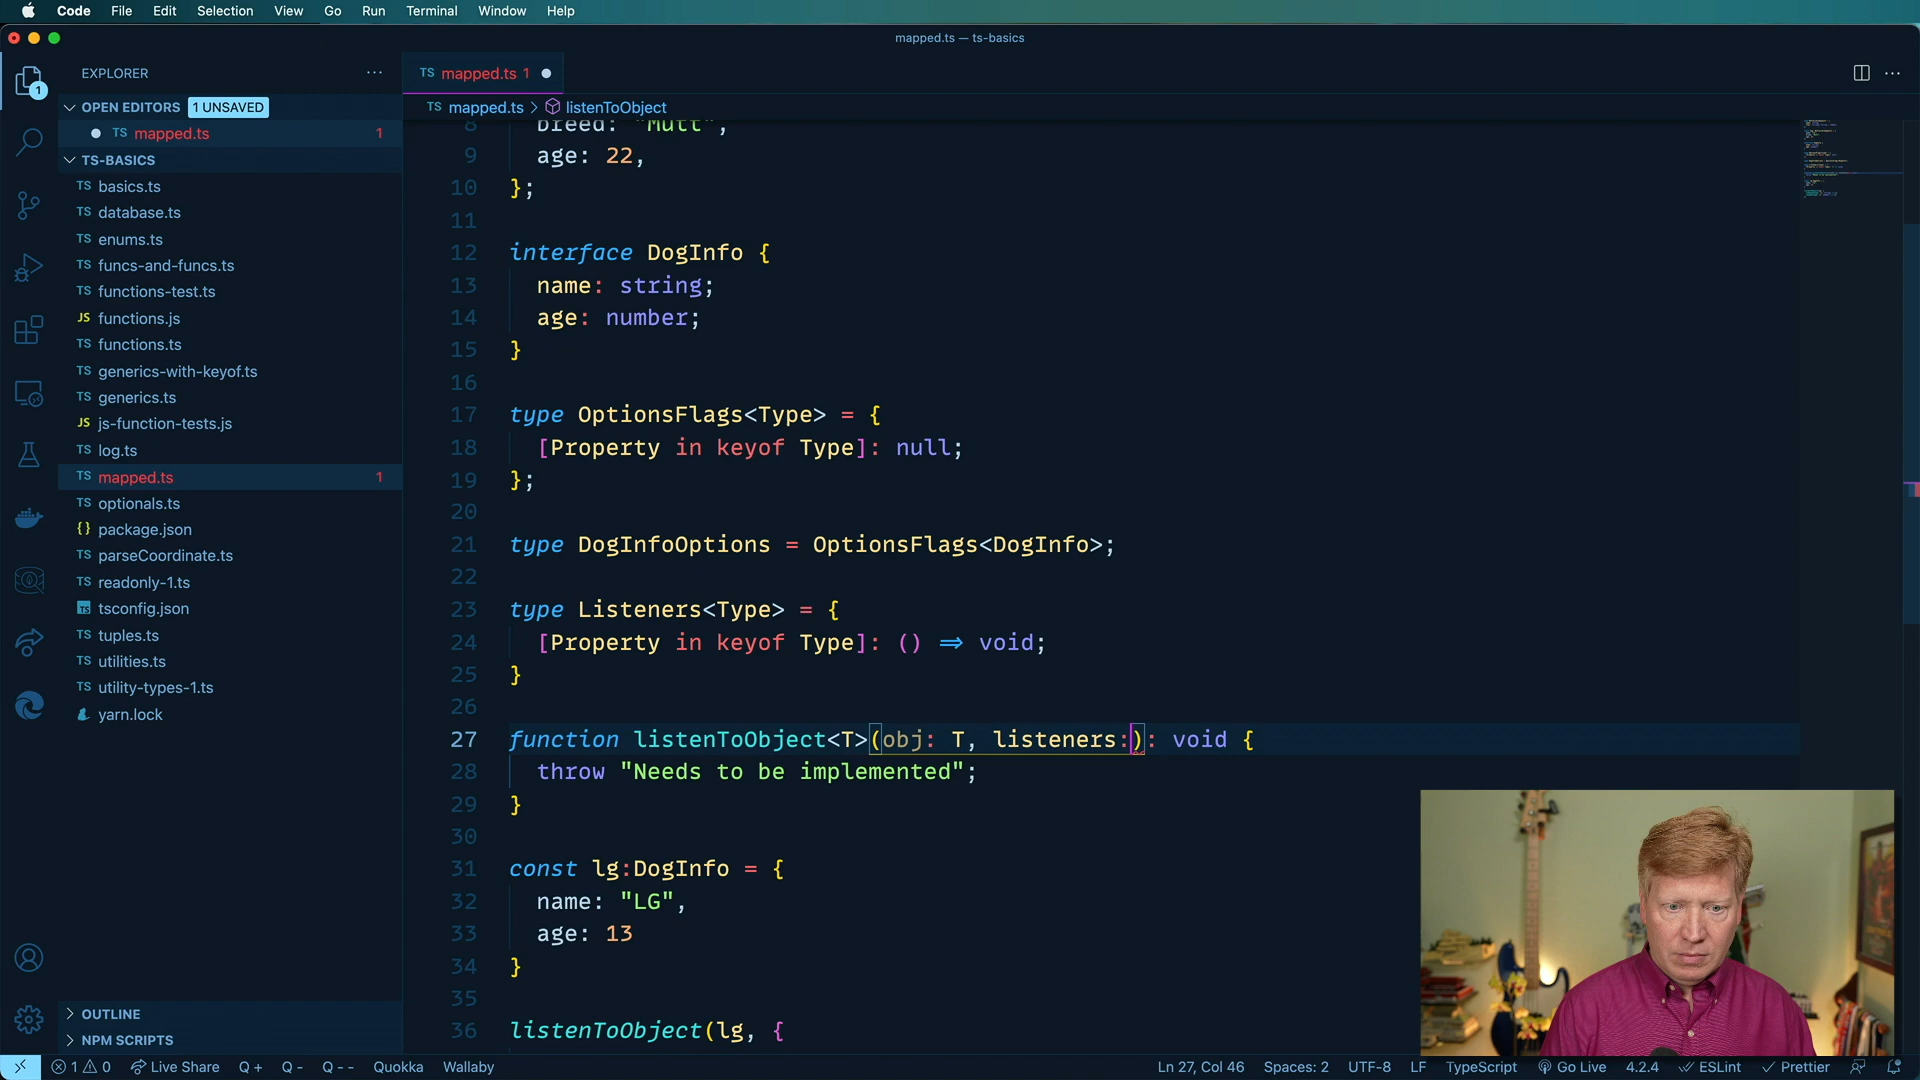 Code File Edit Selection View Go Run Terminal Window Help
mapped.ts — ts-basics
EXPLORER
OPEN EDITORS 1 UNSAVED
TS mapped.ts 1
TS-BASICS
TS basics.ts
TS database.ts
TS enums.ts
TS funcs-and-funcs.ts
TS functions-test.ts
JS functions.js
TS functions.ts
TS generics-with-keyof.ts
TS generics.ts
JS js-function-tests.js
TS log.ts
TS mapped.ts 1
TS optionals.ts
{} package.json
TS parseCoordinate.ts
TS readonly-1.ts
TS tsconfig.json
TS tuples.ts
TS utilities.ts
TS utility-types-1.ts
yarn.lock
OUTLINE
NPM SCRIPTS
1
TS mapped.ts 1
TS mapped.ts > listenToObject
8 breed: "Mutt",
9 age: 22,
10 };
11
12 interface DogInfo {
13 name: string;
14 age: number;
15 }
16
17 type OptionsFlags<Type> = {
18 [Property in keyof Type]: null;
19 };
20
21 type DogInfoOptions = OptionsFlags<DogInfo>;
22
23 type Listeners<Type> = {
24 [Property in keyof Type]: () => void;
25 }
26
27 function listenToObject<T>(obj: T, listeners:): void {
28 throw "Needs to be implemented";
29 }
30
31 const lg:DogInfo = {
32 name: "LG",
33 age: 13
34 }
35
36 listenToObject(lg, {
1 0 Live Share Q + Q - Q - - Quokka Wallaby Ln 27, Col 46 Spaces: 2 UTF-8 LF TypeScript Go Live 4.2.4 ESLint Prettier